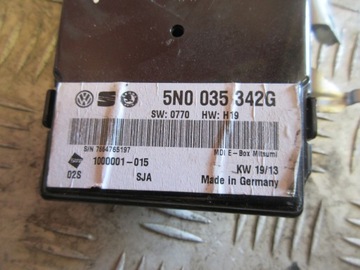 5N0 035 342G
SW: 0770 HW: H19
S/N 7664766197
MDI E-Box Mitsumi
1000001-015
KW 19/13
02S SJA
Made in Germany